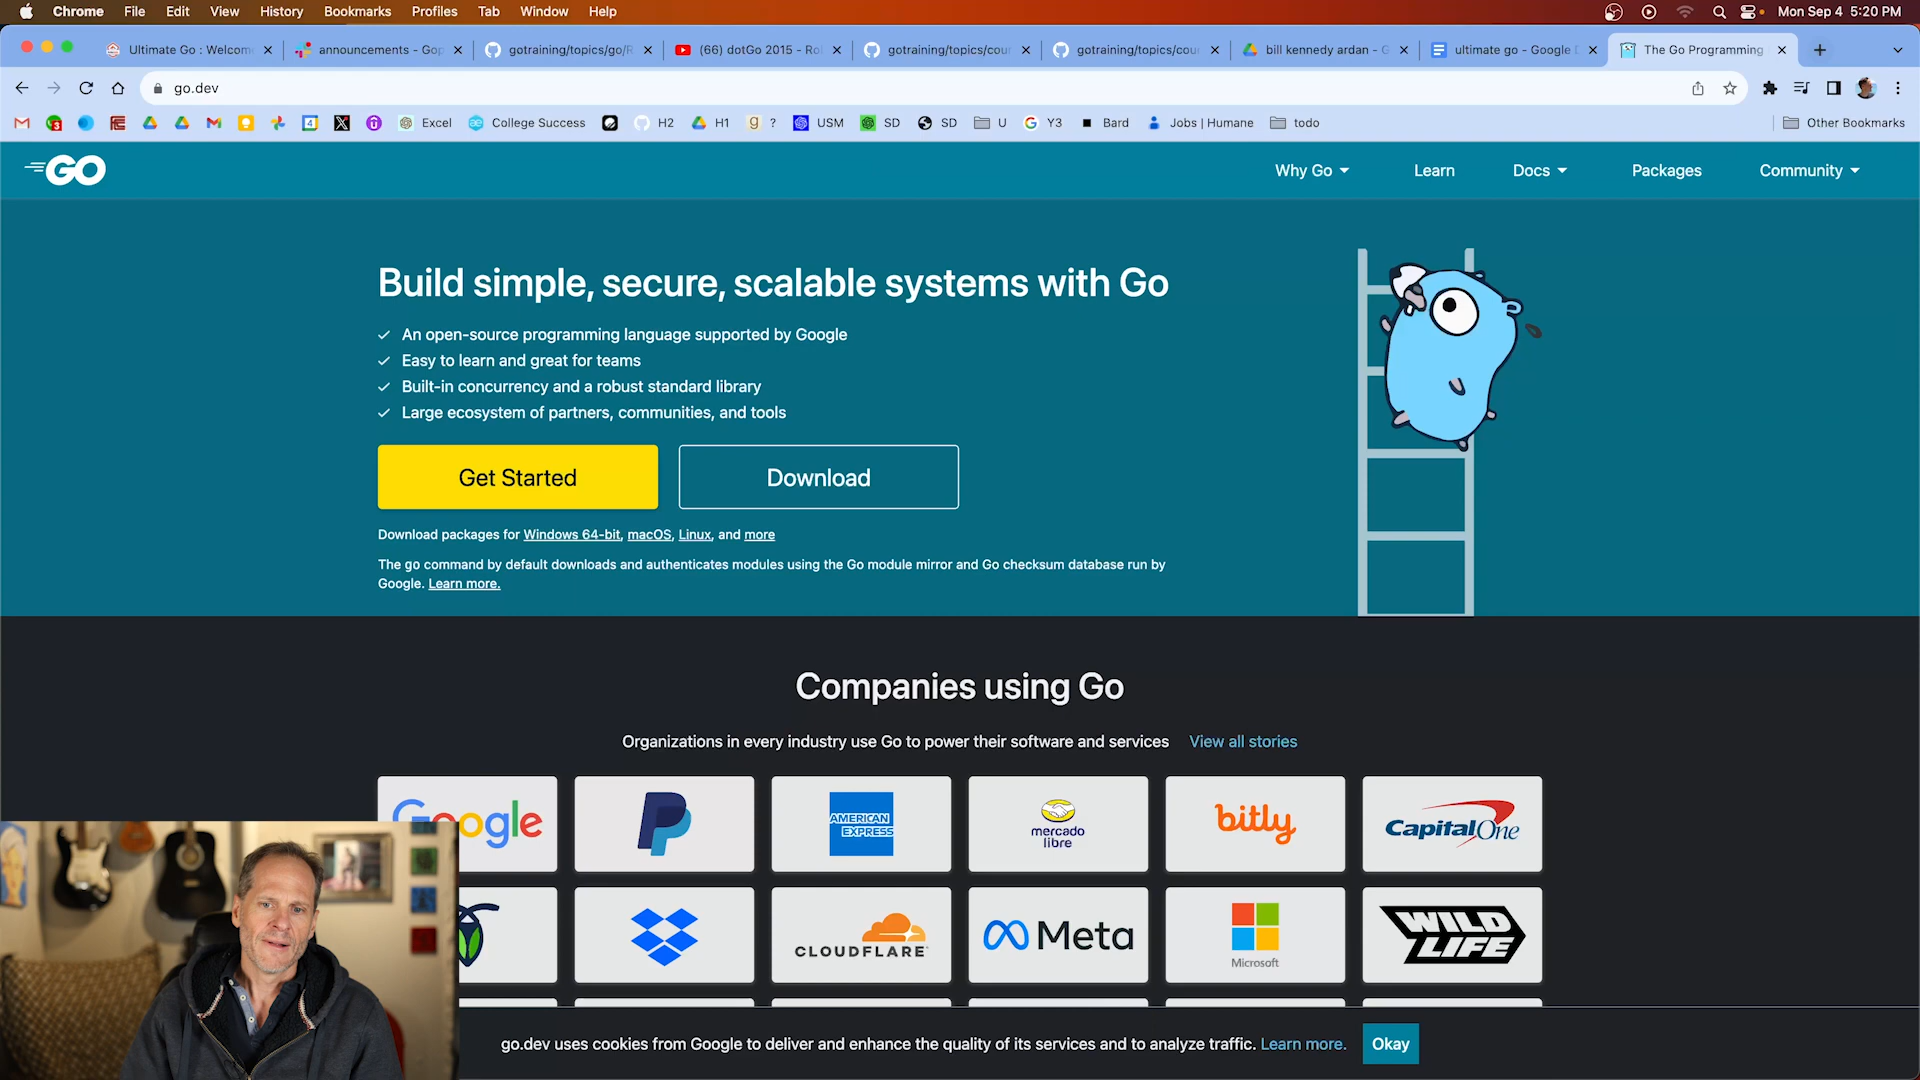 Chrome File Edit View History Bookmarks Profiles Tab Window Help Mon Sep 4 5:20 PM
Ultimate Go : Welcom announcements - Gop gotraining/topics/go/R (66) dotGo 2015 - Ro gotraining/topics/cour gotraining/topics/cour bill kennedy ardan - G ultimate go - Google D The Go Programming
go.dev
Excel College Success H2 H1 ? USM SD SD U Y3 Bard Jobs | Humane todo Other Bookmarks
GO Why Go Learn Docs Packages Community
Build simple, secure, scalable systems with Go
An open-source programming language supported by Google
Easy to learn and great for teams
Built-in concurrency and a robust standard library
Large ecosystem of partners, communities, and tools
Get Started Download
Download packages for Windows 64-bit, macOS, Linux, and more
The go command by default downloads and authenticates modules using the Go module mirror and Go checksum database run by
Google. Learn more.
Companies using Go
Organizations in every industry use Go to power their software and services View all stories
Google AMERICAN EXPRESS mercado libre bitly CapitalOne
CLOUDFLARE Meta Microsoft WILD LIFE
go.dev uses cookies from Google to deliver and enhance the quality of its services and to analyze traffic. Learn more. Okay